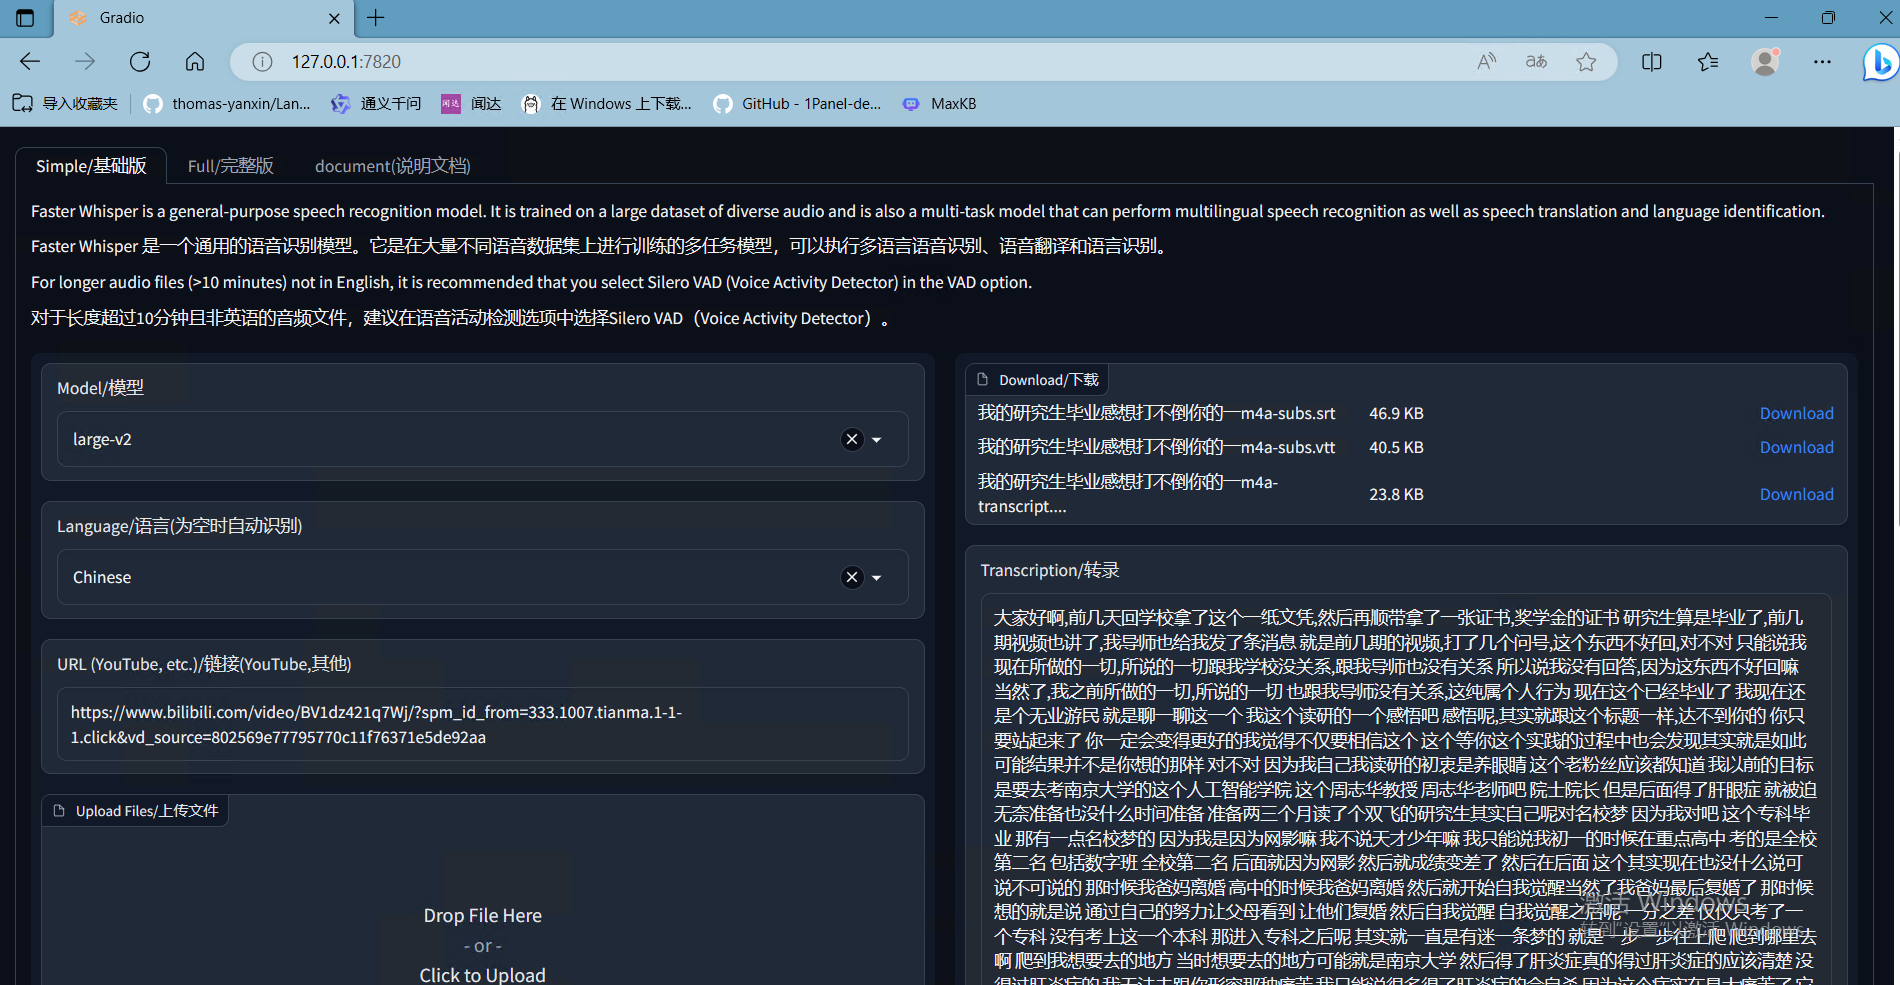 Gradio
127.0.0.1:7820
导入收藏夹
thomas-yanxin/Lan...
通义千问
闻达 闻达
在 Windows 上下载...
GitHub - 1Panel-de...
MaxKB
Simple/基础版
Full/完整版
document(说明文档)
Faster Whisper is a general-purpose speech recognition model. It is trained on a large dataset of diverse audio and is also a multi-task model that can perform multilingual speech recognition as well as speech translation and language identification.
Faster Whisper 是一个通用的语音识别模型。它是在大量不同语音数据集上进行训练的多任务模型，可以执行多语言语音识别、语音翻译和语言识别。
For longer audio files (>10 minutes) not in English, it is recommended that you select Silero VAD (Voice Activity Detector) in the VAD option.
对于长度超过10分钟且非英语的音频文件，建议在语音活动检测选项中选择Silero VAD（Voice Activity Detector）。
Model/模型
large-v2
Language/语言(为空时自动识别)
Chinese
URL (YouTube, etc.)/链接(YouTube,其他)
https://www.bilibili.com/video/BV1dz421q7Wj/?spm_id_from=333.1007.tianma.1-1-
1.click&vd_source=802569e77795770c11f76371e5de92aa
Upload Files/上传文件
Drop File Here
- or -
Click to Upload
Download/下载
我的研究生毕业感想打不倒你的一m4a-subs.srt 46.9 KB Download
我的研究生毕业感想打不倒你的一m4a-subs.vtt 40.5 KB Download
我的研究生毕业感想打不倒你的一m4a-
transcript.... 23.8 KB Download
Transcription/转录
大家好啊,前几天回学校拿了这个一纸文凭,然后再顺带拿了一张证书,奖学金的证书 研究生算是毕业了,前几
期视频也讲了,我导师也给我发了条消息 就是前几期的视频,打了几个问号,这个东西不好回,对不对 只能说我
现在所做的一切,所说的一切跟我学校没关系,跟我导师也没有关系 所以说我没有回答,因为这东西不好回嘛
当然了,我之前所做的一切,所说的一切 也跟我导师没有关系,这纯属个人行为 现在这个已经毕业了 我现在还
是个无业游民 就是聊一聊这一个 我这个读研的一个感悟吧 感悟呢,其实就跟这个标题一样,达不到你的 你只
要站起来了 你一定会变得更好的我觉得不仅要相信这个 这个等你这个实践的过程中也会发现其实就是如此
可能结果并不是你想的那样 对不对 因为我自己我读研的初衷是养眼睛 这个老粉丝应该都知道 我以前的目标
是要去考南京大学的这个人工智能学院 这个周志华教授 周志华老师吧 院士院长 但是后面得了肝眼症 就被迫
无奈准备也没什么时间准备 准备两三个月读了个双飞的研究生其实自己呢对名校梦 因为我对吧 这个专科毕
业 那有一点名校梦的 因为我是因为网影嘛 我不说天才少年嘛 我只能说我初一的时候在重点高中 考的是全校
第二名 包括数字班 全校第二名 后面就因为网影 然后就成绩变差了 然后在后面 这个其实现在也没什么说可
说不可说的 那时候我爸妈离婚 高中的时候我爸妈离婚 然后就开始自我觉醒当然了我爸妈最后复婚了 那时候
想的就是说 通过自己的努力让父母看到 让他们复婚 然后自我觉醒 自我觉醒之后呢 一分之差 仅仅只考了一
个专科 没有考上这一个本科 那进入专科之后呢 其实就一直是有迷一条梦的 就是一步一步往上爬 爬到哪里去
啊 爬到我想要去的地方 当时想要去的地方可能就是南京大学 然后得了肝炎症真的得过肝炎症的应该清楚 没
激活 Windows
转到"设置"以激活 Windows。